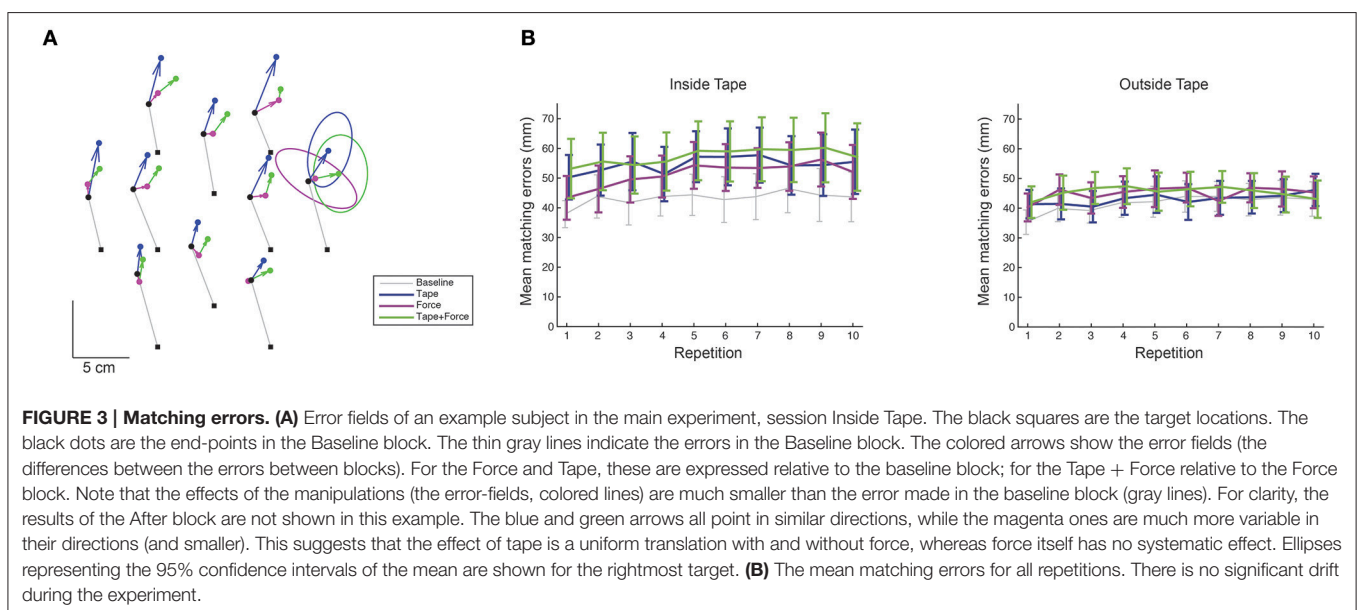 A
B
Inside Tape
Outside Tape
Mean matching errors (mm)
70
60
50
40
30
20
10
0
1 2 3 4 5 6 7 8 9 10
Repetition
Mean matching errors (mm)
70
60
50
40
30
20
10
0
1 2 3 4 5 6 7 8 9 10
Repetition
Baseline
Tape
Force
Tape+Force
5 cm
FIGURE 3 | Matching errors. (A) Error fields of an example subject in the main experiment, session Inside Tape. The black squares are the target locations. The
black dots are the end-points in the Baseline block. The thin gray lines indicate the errors in the Baseline block. The colored arrows show the error fields (the
differences between the errors between blocks). For the Force and Tape, these are expressed relative to the baseline block; for the Tape + Force relative to the Force
block. Note that the effects of the manipulations (the error-fields, colored lines) are much smaller than the error made in the baseline block (gray lines). For clarity, the
results of the After block are not shown in this example. The blue and green arrows all point in similar directions, while the magenta ones are much more variable in
their directions (and smaller). This suggests that the effect of tape is a uniform translation with and without force, whereas force itself has no systematic effect. Ellipses
representing the 95% confidence intervals of the mean are shown for the rightmost target. (B) The mean matching errors for all repetitions. There is no significant drift
during the experiment.